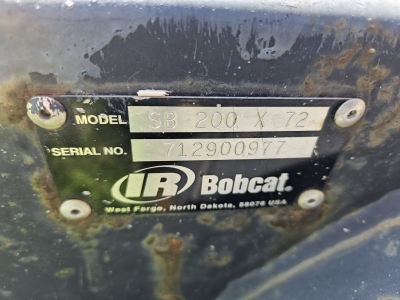 MODEL SB 200 X 72
SERIAL NO. 712900977
IR Bobcat.
West Fargo, North Dakota, 58078 USA